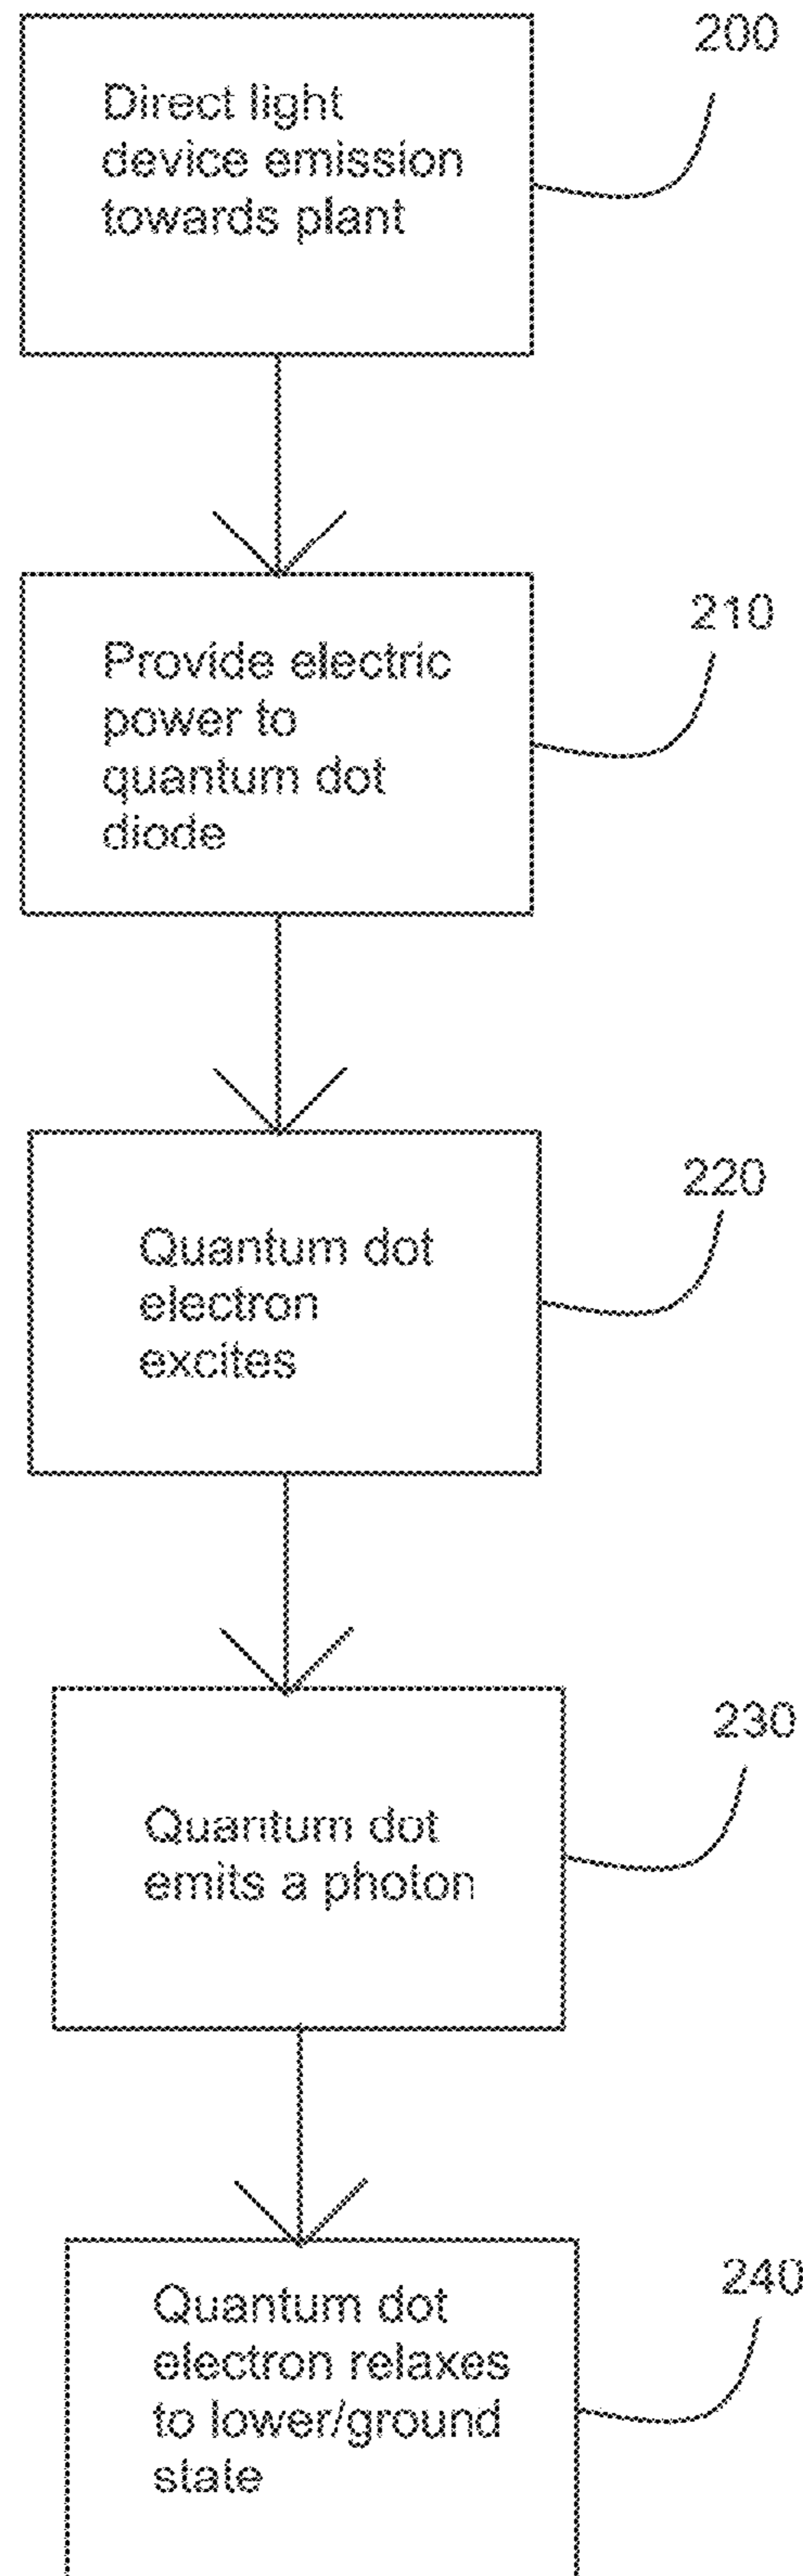 200
Direct light
device emission
towards plant
210
Provide electric
power to
quantum dot
diode
220
Quantum dot
electron
excites
230
Quantum dot
emits a photon
240
Quantum dot
electron relaxes
to lower/ground
state